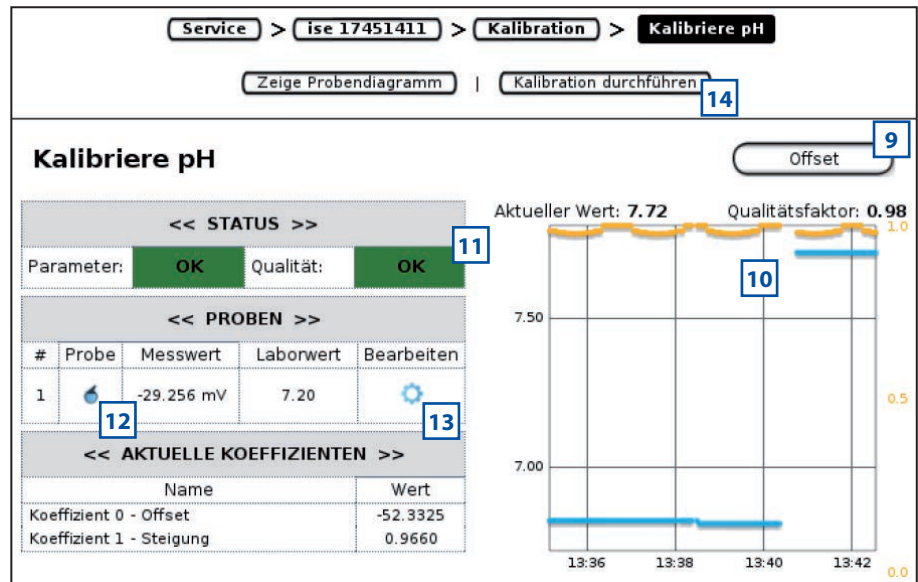 Service > ise 17451411 > Kalibration > Kalibriere pH
Zeige Probendiagramm | Kalibration durchführen
14
9
Kalibriere pH
Offset
<< STATUS >>
11
Parameter: OK Qualität: OK
<< PROBEN >>
# Probe Messwert Laborwert Bearbeiten
1 -29.256 mV 7.20
12
13
<< AKTUELLE KOEFFIZIENTEN >>
Name Wert
Koeffizient 0 - Offset -52.3325
Koeffizient 1 - Steigung 0.9660
Aktueller Wert: 7.72 Qualitätsfaktor: 0.98
1.0
10
7.50
0.5
7.00
13:36 13:38 13:40 13:42
0.0